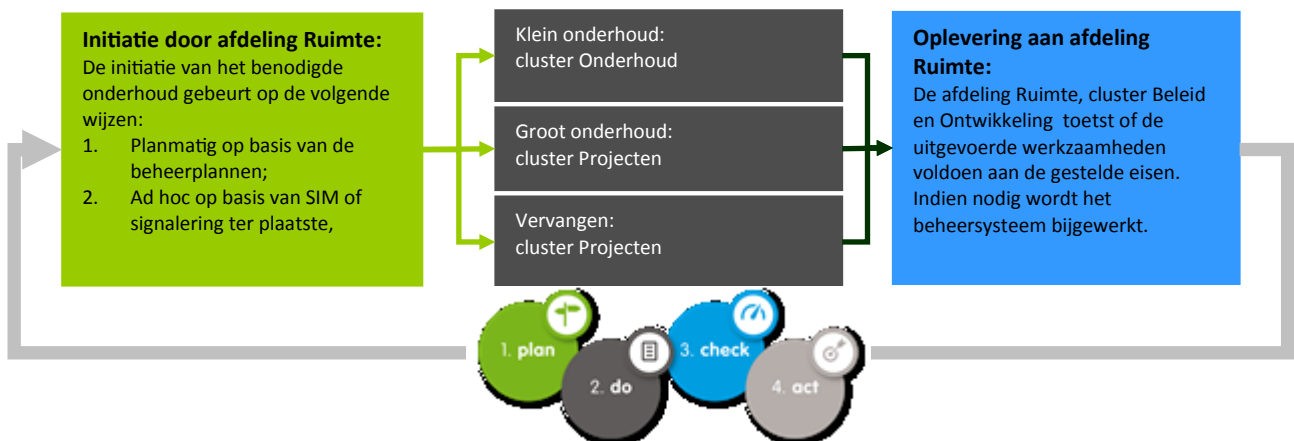 Initiatie door afdeling Ruimte:
De initiatie van het benodigde
onderhoud gebeurt op de volgende
wijzen:
1. Planmatig op basis van de
beheerplannen;
2. Ad hoc op basis van SIM of
signalering ter plaatste,
Klein onderhoud:
cluster Onderhoud
Groot onderhoud:
cluster Projecten
Vervangen:
cluster Projecten
Oplevering aan afdeling
Ruimte:
De afdeling Ruimte, cluster Beleid
en Ontwikkeling toetst of de
uitgevoerde werkzaamheden
voldoen aan de gestelde eisen.
Indien nodig wordt het
beheersysteem bijgewerkt.
1. plan
2. do
3. check
4. act